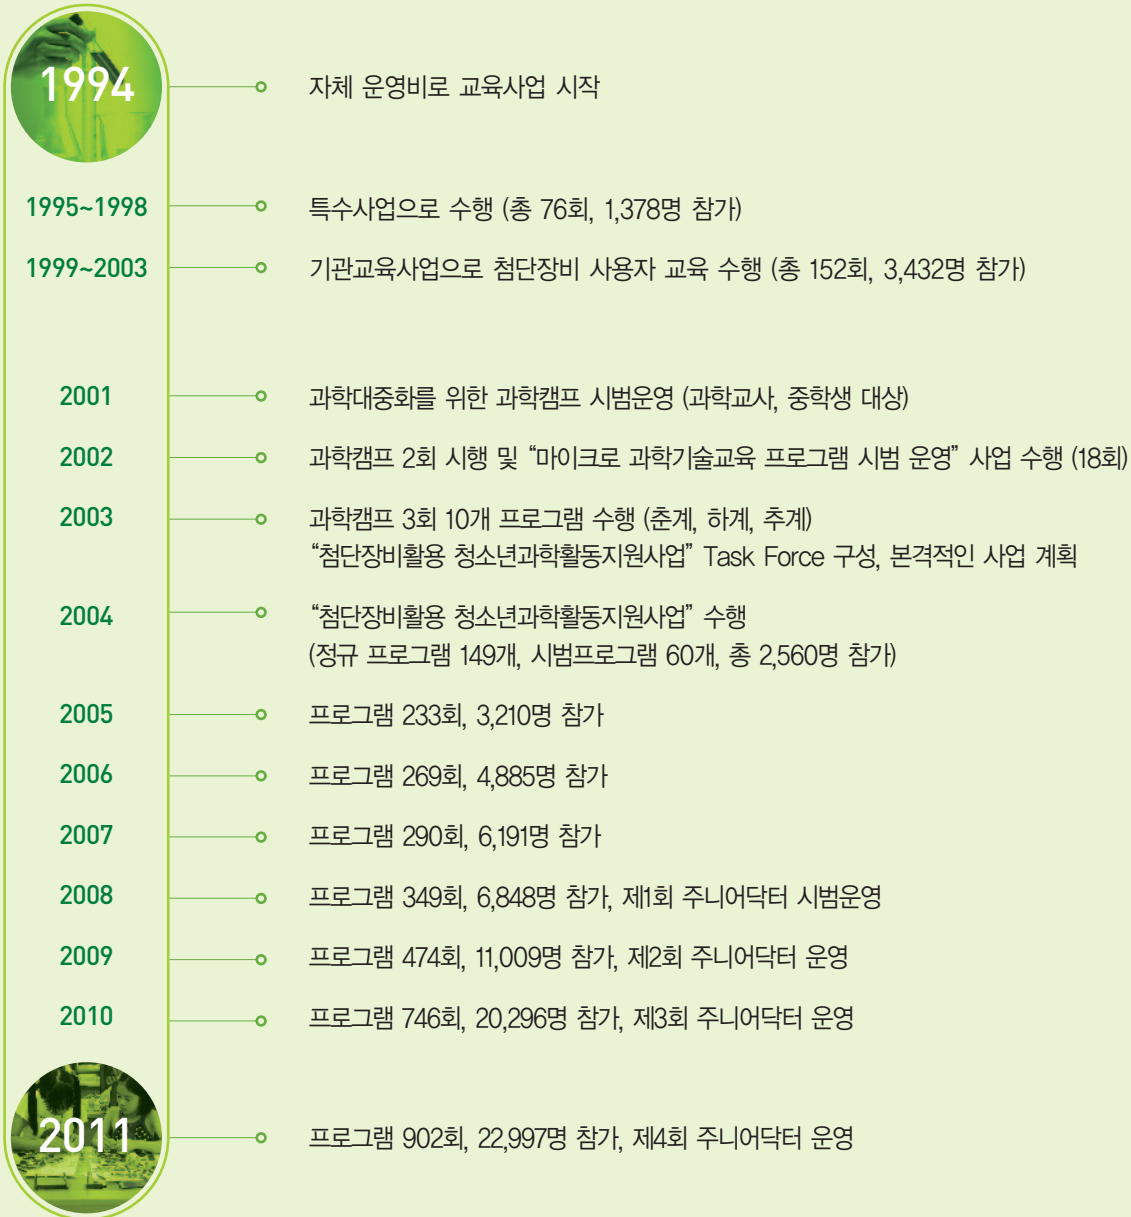 1994
자체 운영비로 교육사업 시작
1995~1998
특수사업으로 수행 (총 76회, 1,378명 참가)
1999~2003
기관교육사업으로 첨단장비 사용자 교육 수행 (총 152회, 3,432명 참가)
2001
과학대중화를 위한 과학캠프 시범운영 (과학교사, 중학생 대상)
2002
과학캠프 2회 시행 및 “마이크로 과학기술교육 프로그램 시범 운영” 사업 수행 (18회)
2003
과학캠프 3회 10개 프로그램 수행 (춘계, 하계, 추계)
“첨단장비활용 청소년과학활동지원사업” Task Force 구성, 본격적인 사업 계획
2004
“첨단장비활용 청소년과학활동지원사업” 수행
(정규 프로그램 149개, 시범프로그램 60개, 총 2,560명 참가)
2005
프로그램 233회, 3,210명 참가
2006
프로그램 269회, 4,885명 참가
2007
프로그램 290회, 6,191명 참가
2008
프로그램 349회, 6,848명 참가, 제1회 주니어닥터 시범운영
2009
프로그램 474회, 11,009명 참가, 제2회 주니어닥터 운영
2010
프로그램 746회, 20,296명 참가, 제3회 주니어닥터 운영
2011
프로그램 902회, 22,997명 참가, 제4회 주니어닥터 운영